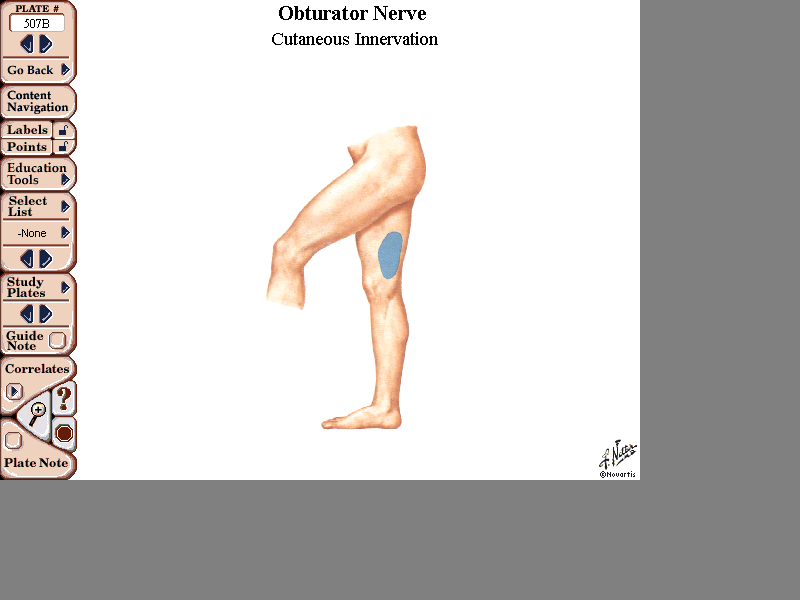 PLATE #
507B
Go Back
Content
Navigation
Labels
Points
Education
Tools
Select
List
-None
Study
Plates
Guide
Note
Correlates
?
Plate Note
Obturator Nerve
Cutaneous Innervation
F. Netter
©Novartis